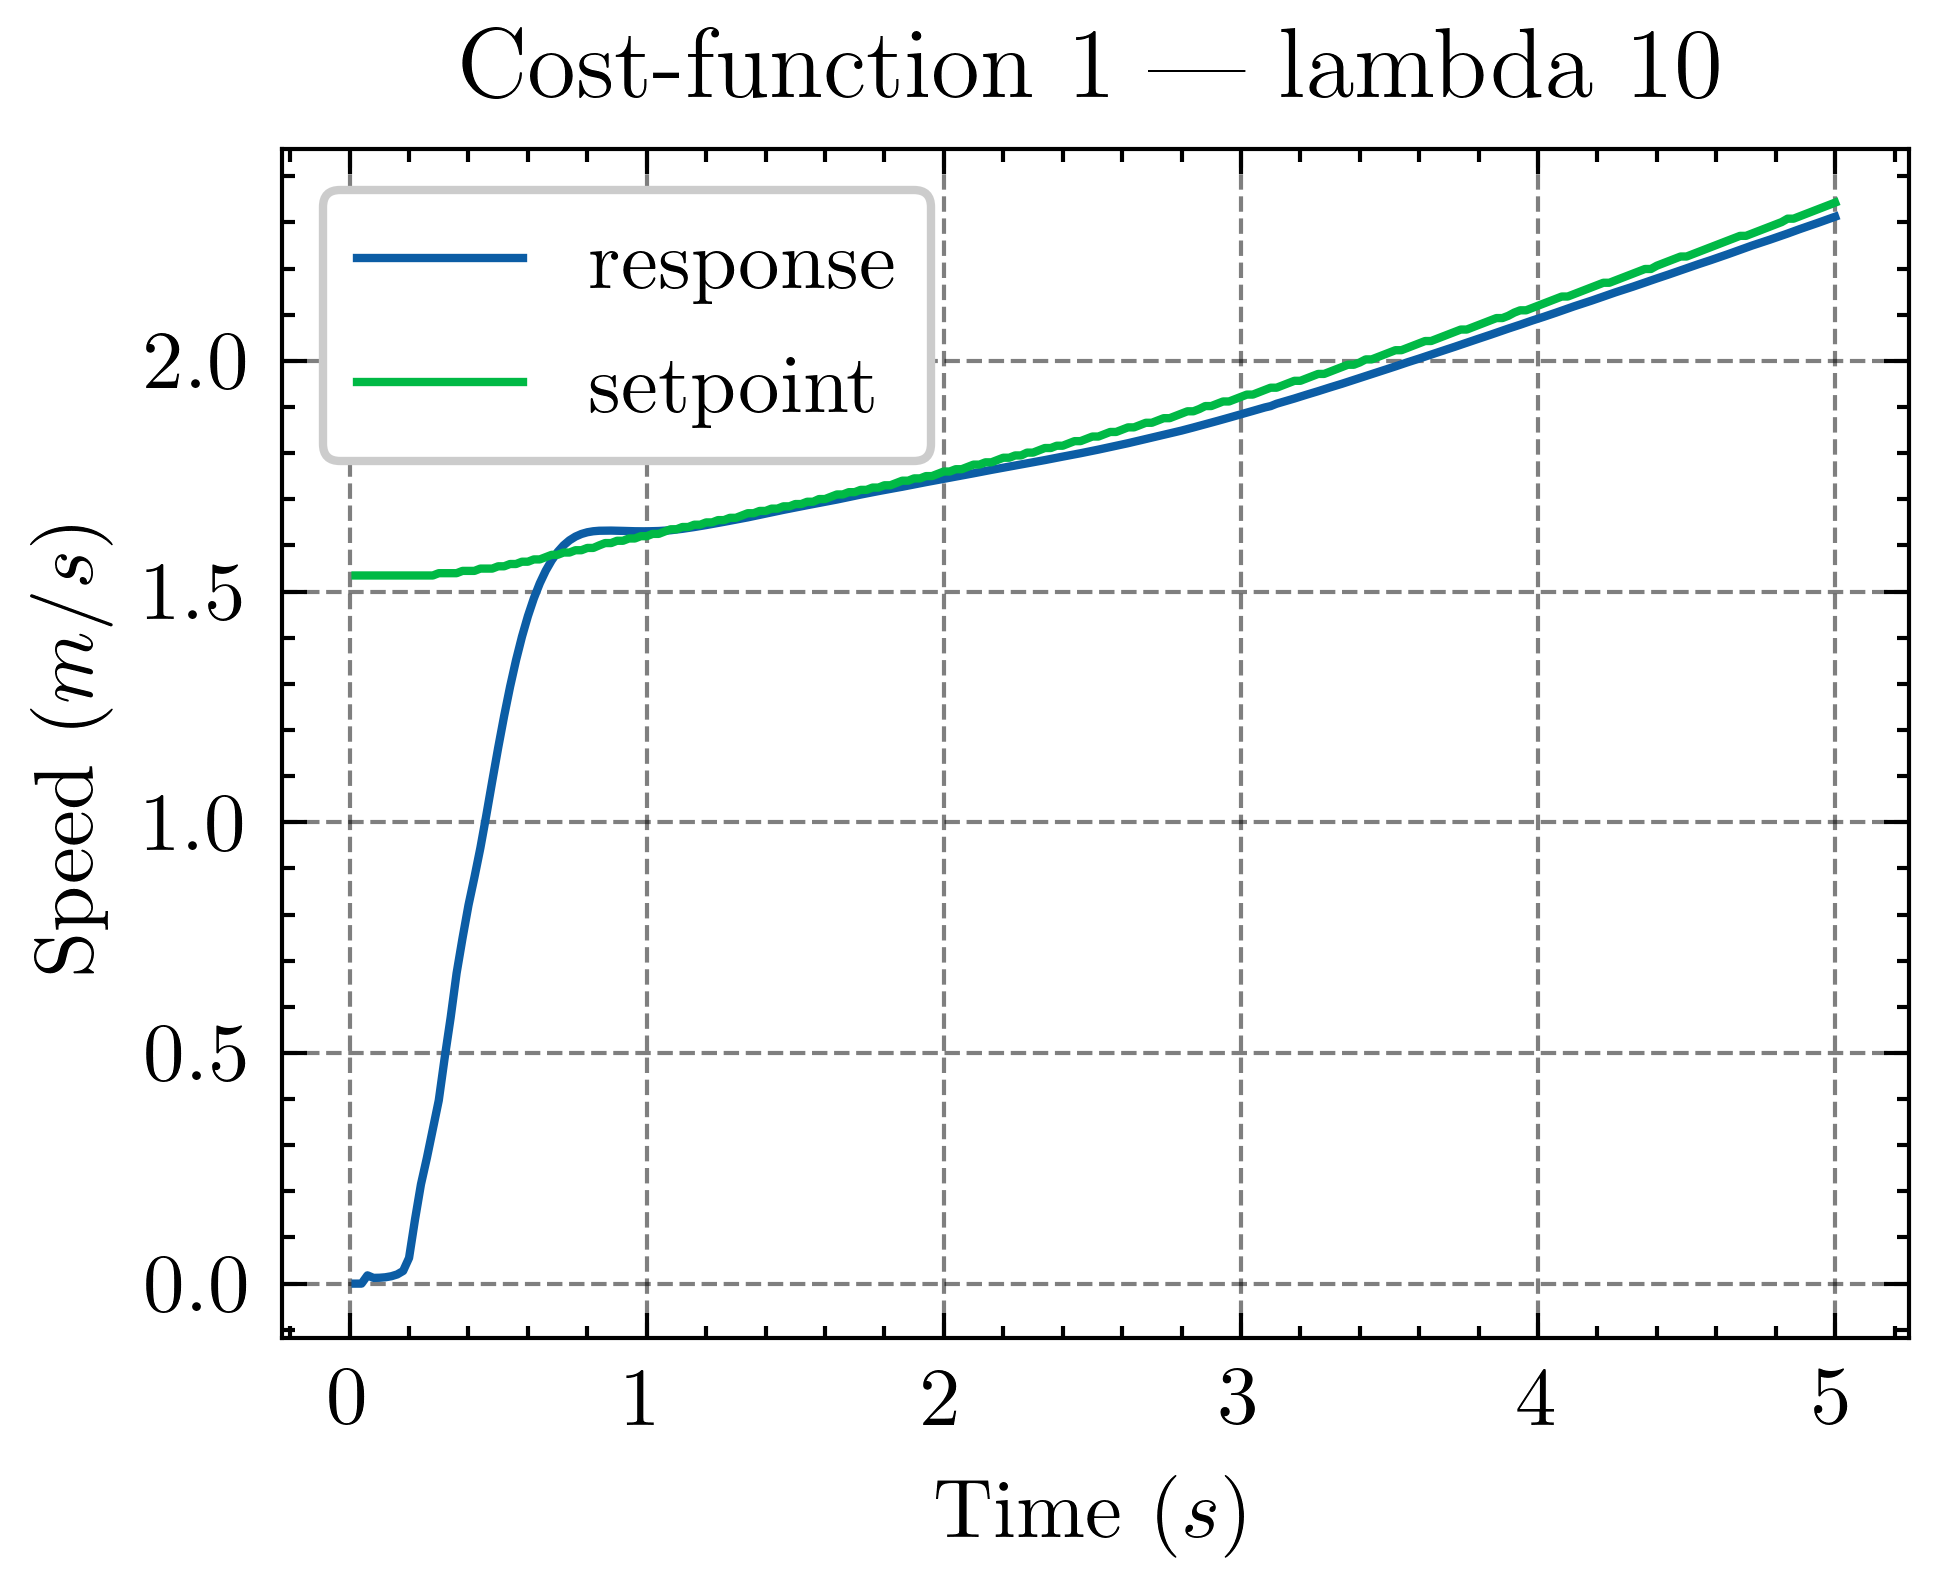 Cost-function 1 — lambda 10
response
setpoint
Speed (m/s)
2.0
1.5
1.0
0.5
0.0
0 1 2 3 4 5
Time (s)